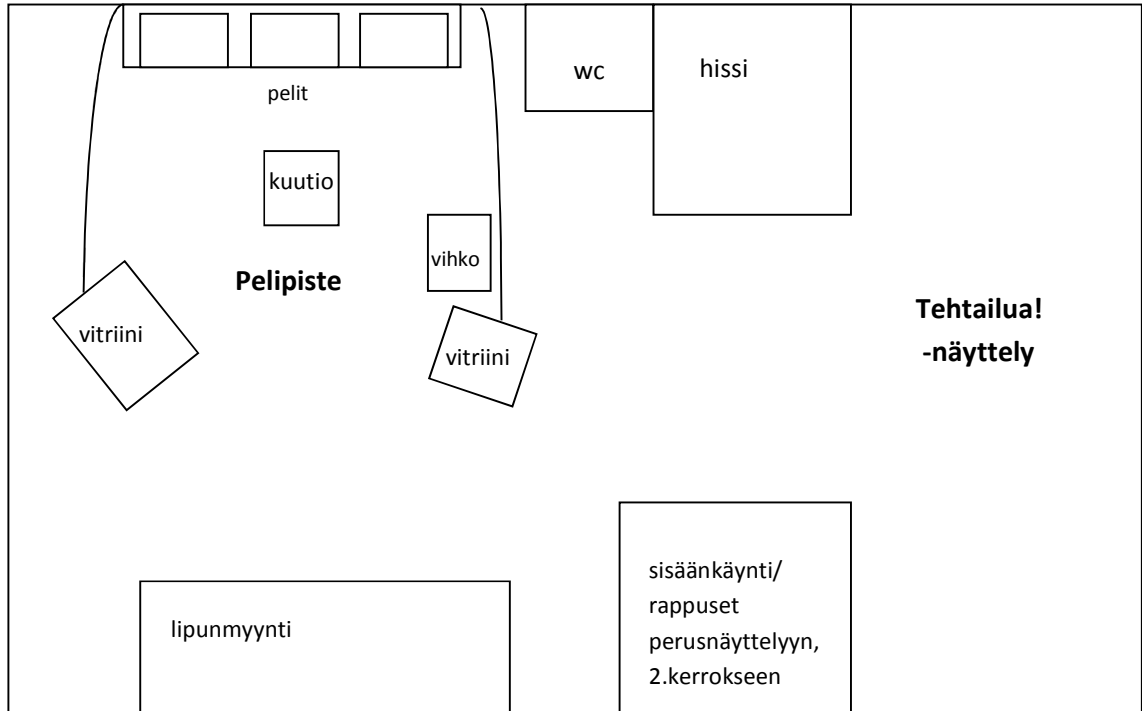 wc
hissi
pelit
kuutio
vihko
Pelipiste
vitriini
vitriini
Tehtailua!
-näyttely
lipunmyynti
sisäänkäynti/
rappuset
perusnäyttelyyn,
2.kerrokseen